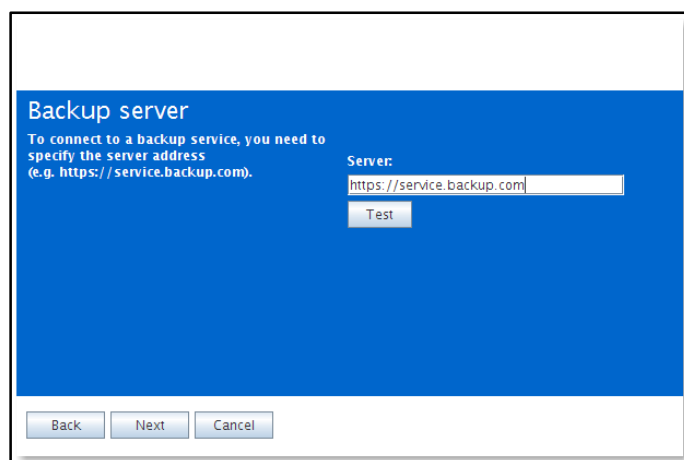 Backup server
To connect to a backup service, you need to
specify the server address
(e.g. https://service.backup.com).
Server:
https://service.backup.com
Test
Back
Next
Cancel